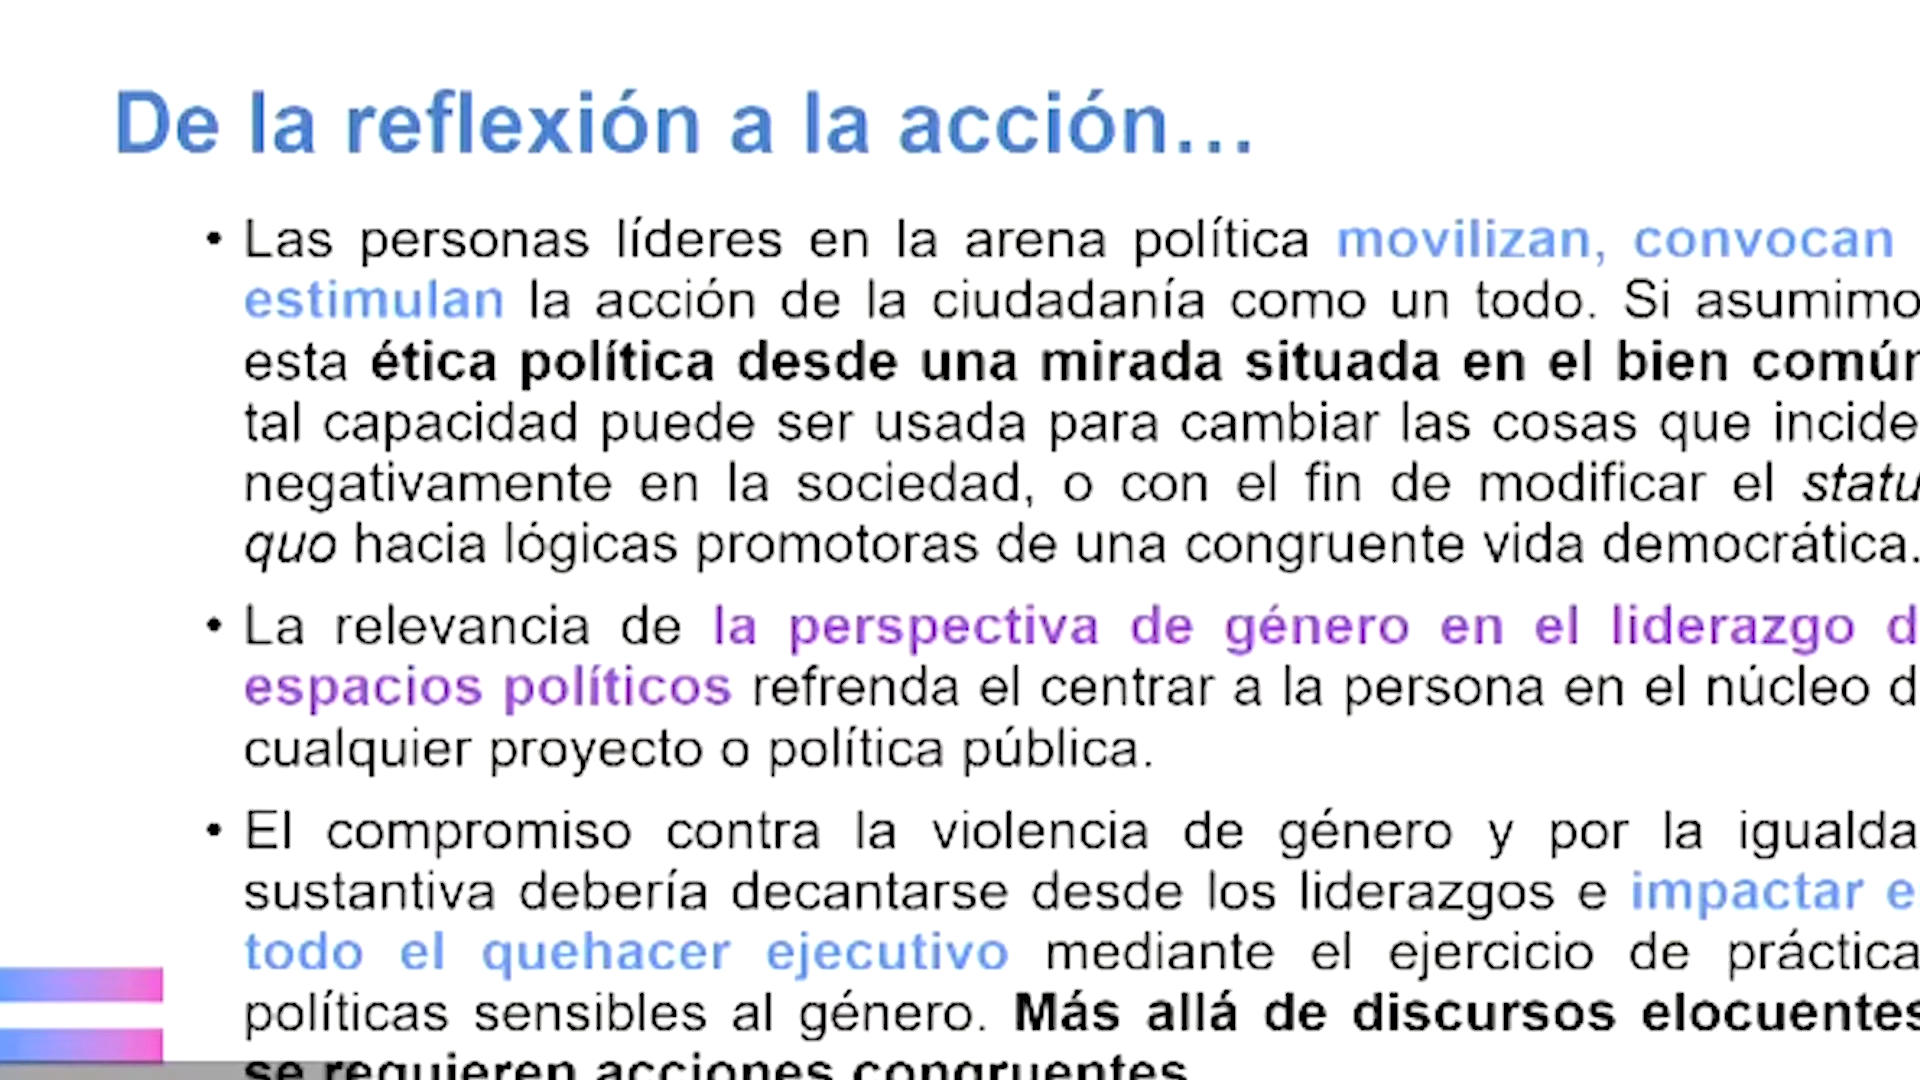 De la reflexión a la acción...
• Las personas líderes en la arena política movilizan, convocan
estimulan la acción de la ciudadanía como un todo. Si asumimo
esta ética política desde una mirada situada en el bien común
tal capacidad puede ser usada para cambiar las cosas que incide
negativamente en la sociedad, o con el fin de modificar el statu
quo hacia lógicas promotoras de una congruente vida democrática.
• La relevancia de la perspectiva de género en el liderazgo d
espacios políticos refrenda el centrar a la persona en el núcleo d
cualquier proyecto o política pública.
• El compromiso contra la violencia de género y por la igualda
sustantiva debería decantarse desde los liderazgos e impactar e
todo el quehacer ejecutivo mediante el ejercicio de práctica
políticas sensibles al género. Más allá de discursos elocuentes
se requieren acciones congruentes